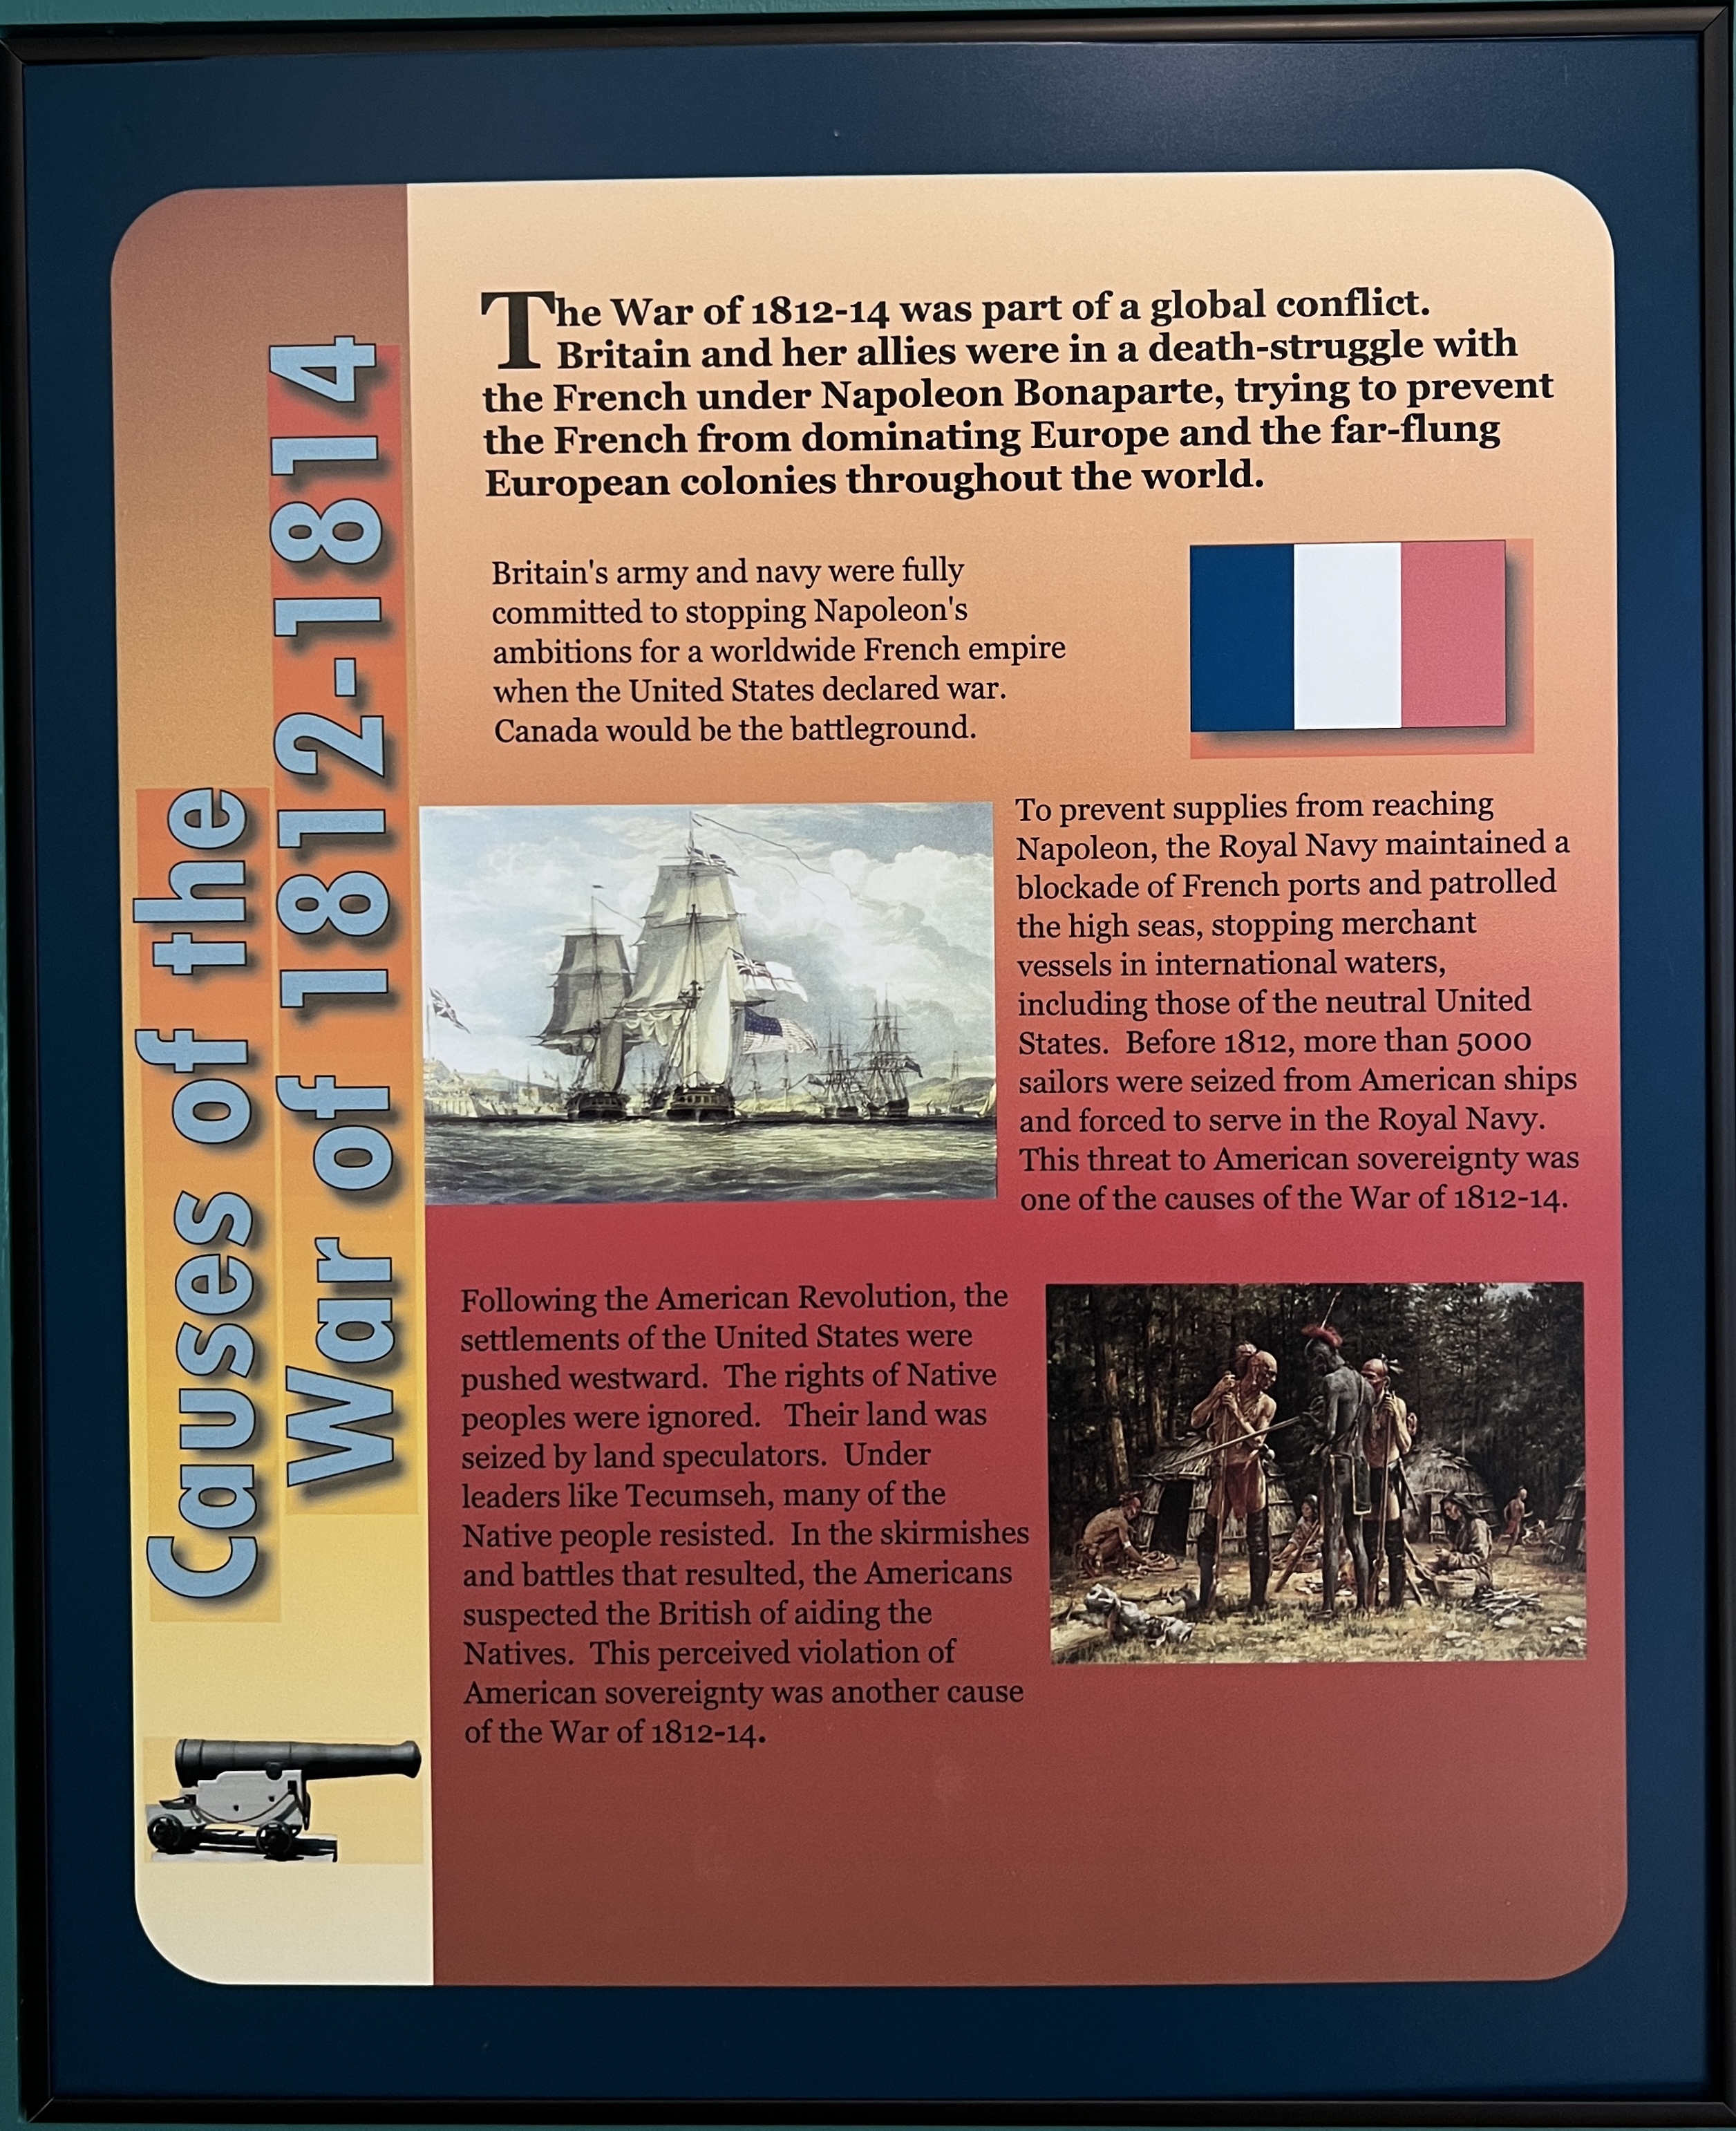 Causes of the
War of 1812-1814
The War of 1812-14 was part of a global conflict.
Britain and her allies were in a death-struggle with
the French under Napoleon Bonaparte, trying to prevent
the French from dominating Europe and the far-flung
European colonies throughout the world.
Britain's army and navy were fully
committed to stopping Napoleon's
ambitions for a worldwide French empire
when the United States declared war.
Canada would be the battleground.
To prevent supplies from reaching
Napoleon, the Royal Navy maintained a
blockade of French ports and patrolled
the high seas, stopping merchant
vessels in international waters,
including those of the neutral United
States.  Before 1812, more than 5000
sailors were seized from American ships
and forced to serve in the Royal Navy.
This threat to American sovereignty was
one of the causes of the War of 1812-14.
Following the American Revolution, the
settlements of the United States were
pushed westward.  The rights of Native
peoples were ignored.   Their land was
seized by land speculators.  Under
leaders like Tecumseh, many of the
Native people resisted.  In the skirmishes
and battles that resulted, the Americans
suspected the British of aiding the
Natives.  This perceived violation of
American sovereignty was another cause
of the War of 1812-14.